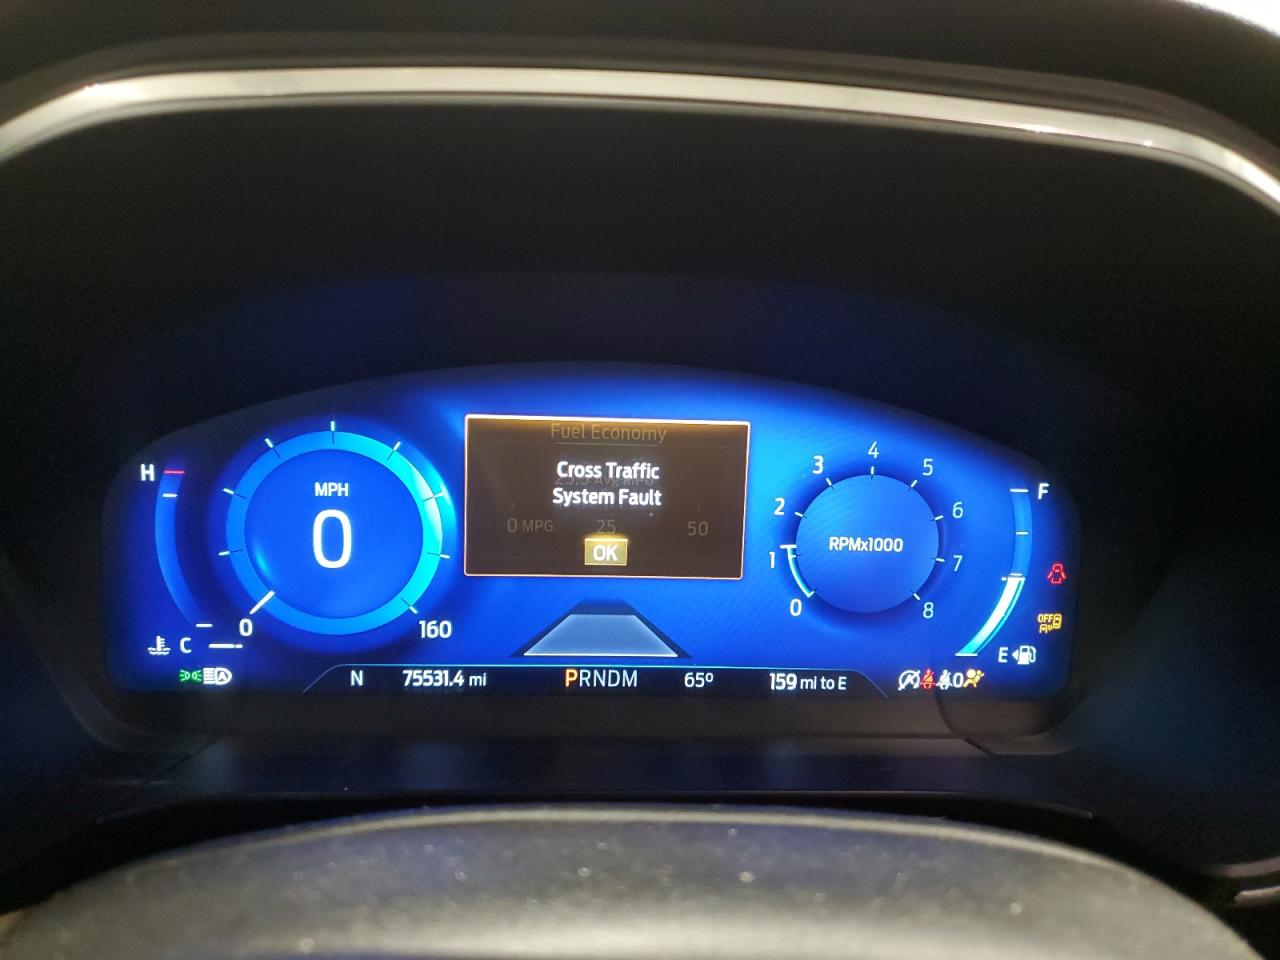 H
C
MPH
0
0
160
Fuel Economy
Cross Traffic
System Fault
0 MPG
25
50
OK
0
1
2
3
4
5
6
7
8
RPMx1000
F
E
OFF
N
75531.4 mi
PRNDM
65°
159 mi to E